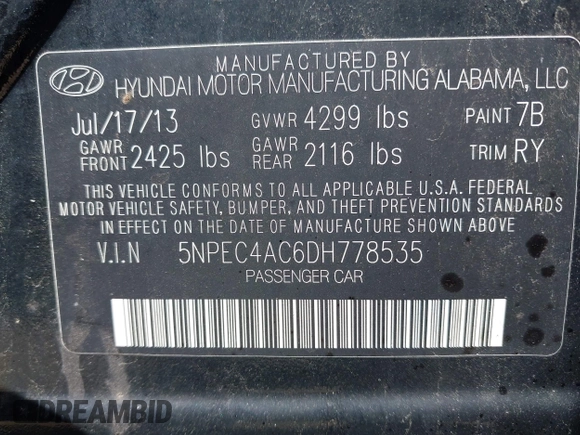 MANUFACTURED BY
HYUNDAI MOTOR MANUFACTURING ALABAMA, LLC
Jul/17/13 GVWR 4299 lbs PAINT 7B
GAWR FRONT 2425 lbs GAWR REAR 2116 lbs TRIM RY
THIS VEHICLE CONFORMS TO ALL APPLICABLE U.S.A. FEDERAL
MOTOR VEHICLE SAFETY, BUMPER, AND THEFT PREVENTION STANDARDS
IN EFFECT ON THE DATE OF MANUFACTURE SHOWN ABOVE
V.I.N 5NPEC4AC6DH778535
PASSENGER CAR
DREAMBID